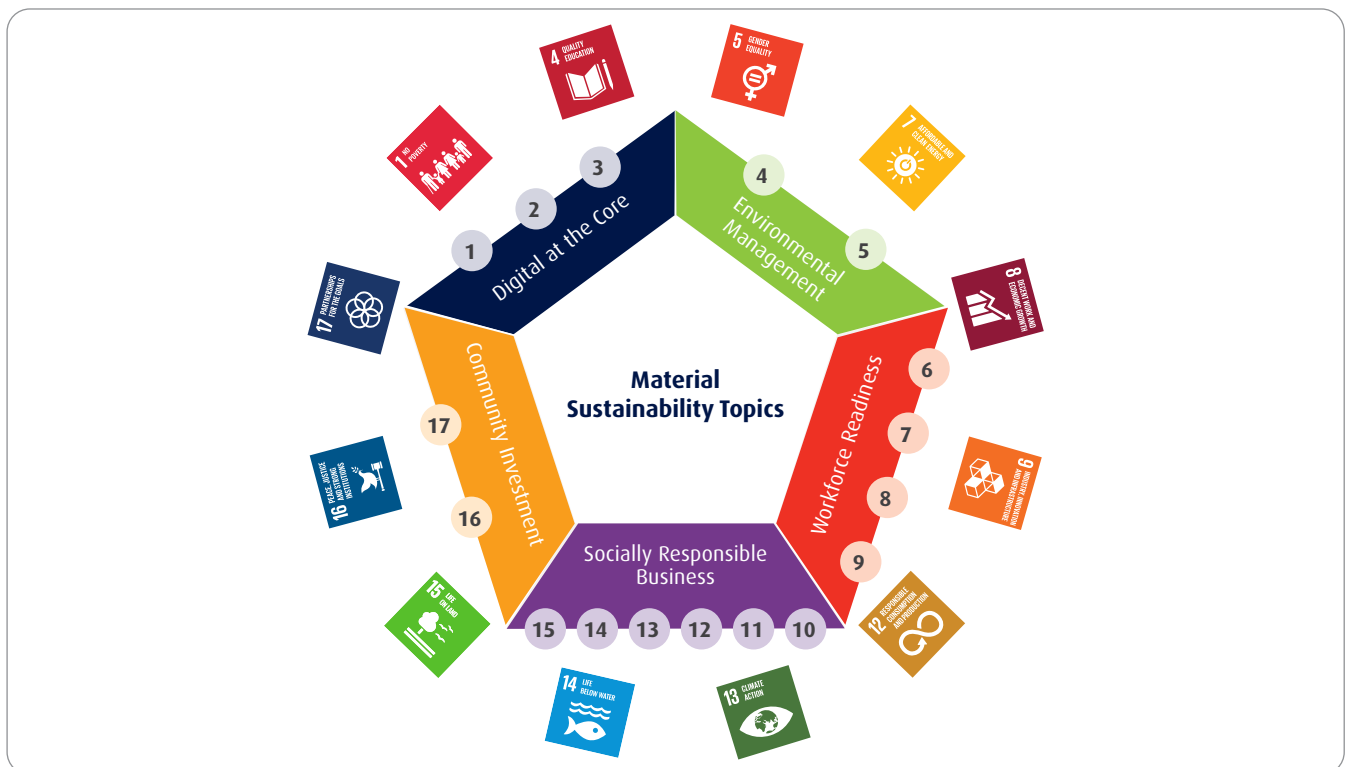 4 QUALITY
EDUCATION
5 GENDER
EQUALITY
1 NO
POVERTY
7 AFFORDABLE AND
CLEAN ENERGY
17 PARTNERSHIPS
FOR THE GOALS
8 DECENT WORK AND
ECONOMIC GROWTH
16 PEACE, JUSTICE
AND STRONG
INSTITUTIONS
9 INDUSTRY, INNOVATION
AND INFRASTRUCTURE
15 LIFE
ON LAND
12 RESPONSIBLE
CONSUMPTION
AND PRODUCTION
14 LIFE
BELOW WATER
13 CLIMATE
ACTION
Digital at the Core
1
2
3
Environmental
Management
4
5
Workforce Readiness
6
7
8
9
Socially Responsible
Business
15 14 13 12 11 10
Community Investment
17
16
Material
Sustainability Topics